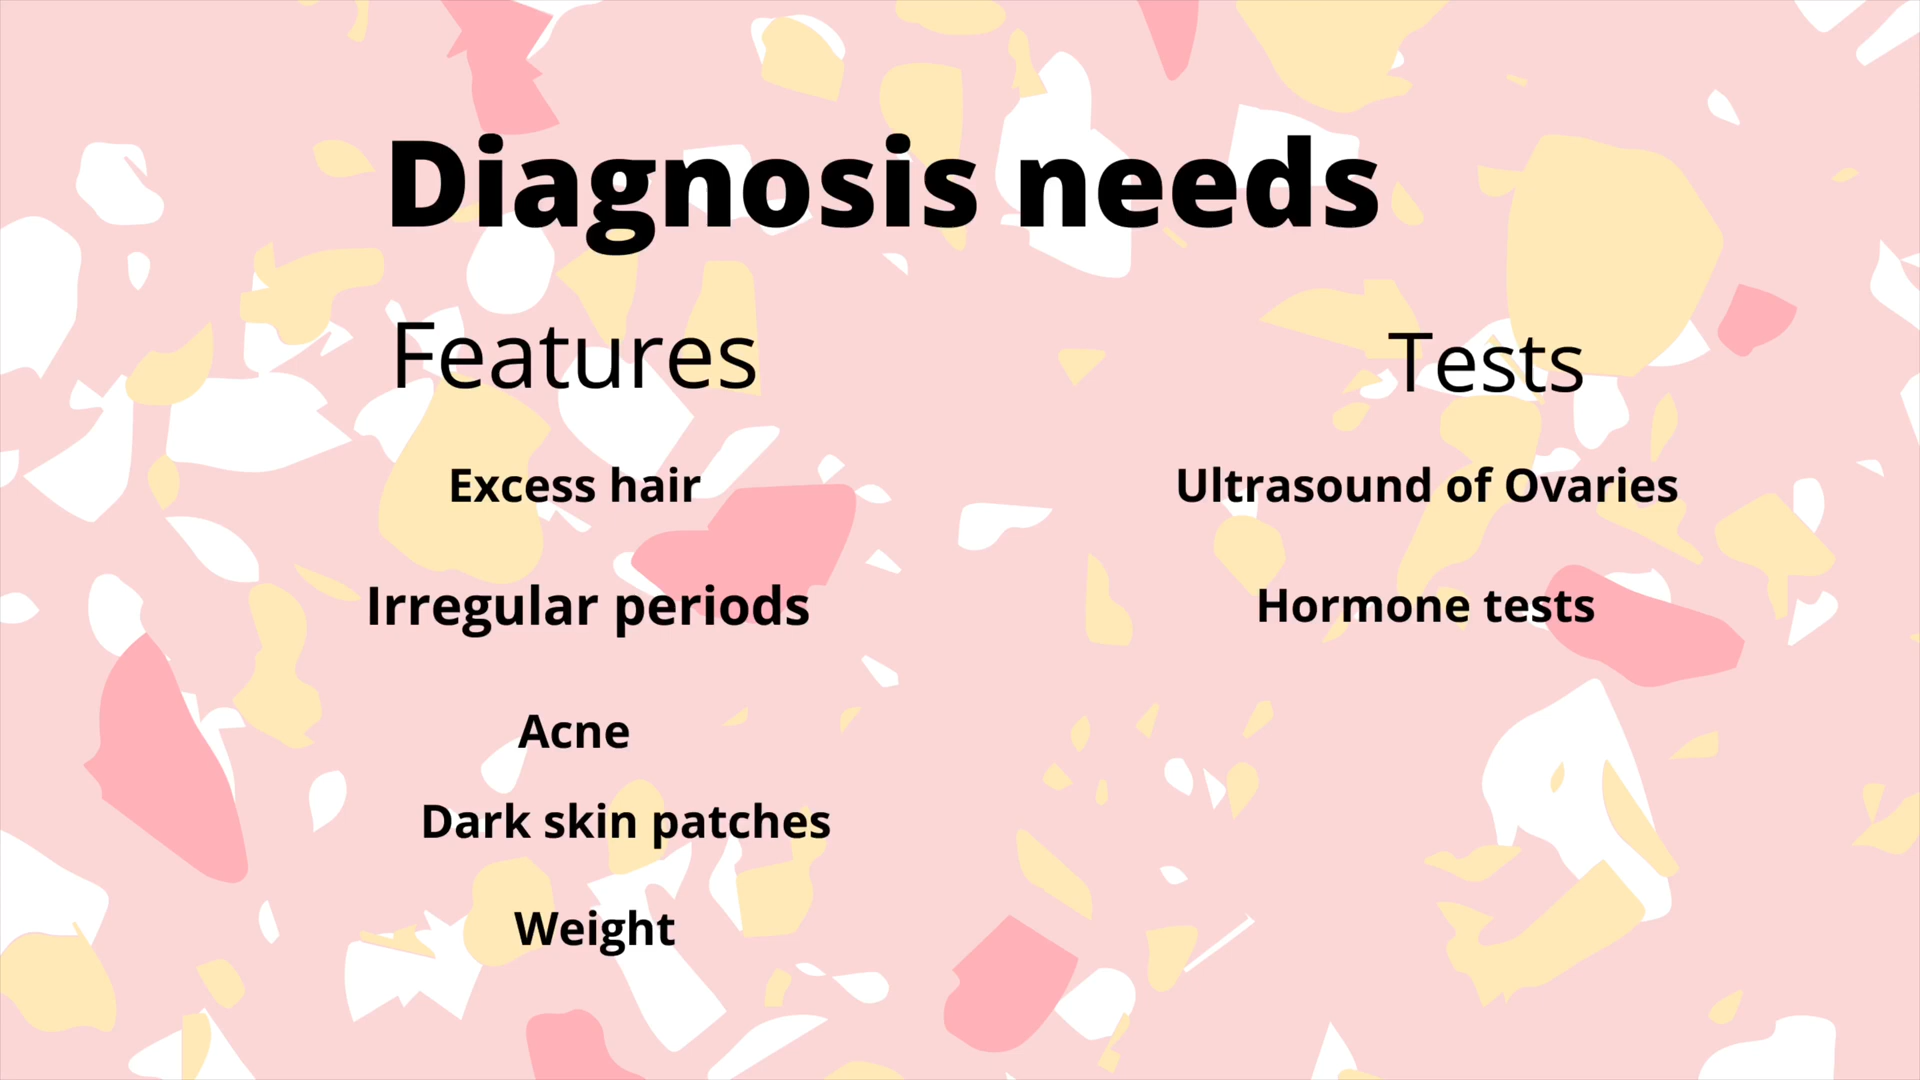 Diagnosis needs
Features
Excess hair
Irregular periods
Acne
Dark skin patches
Weight
Tests
Ultrasound of Ovaries
Hormone tests